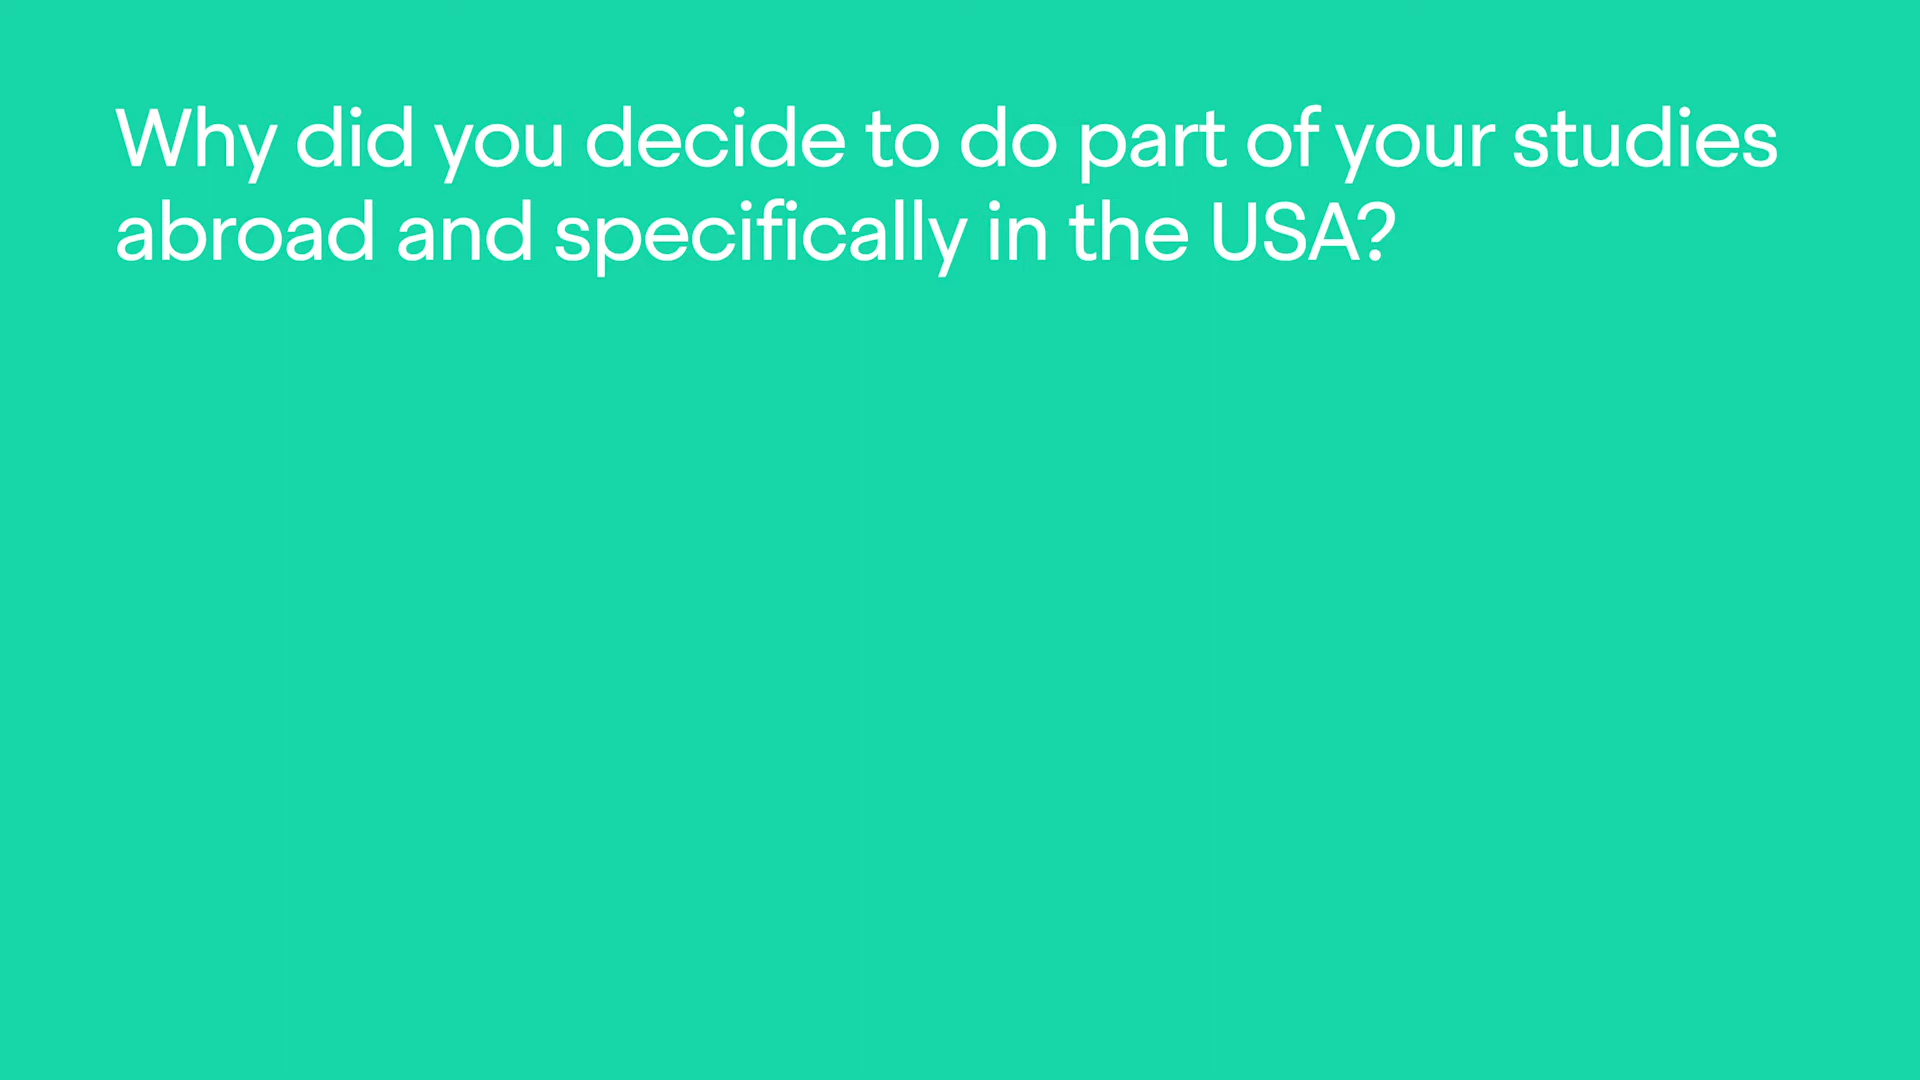 Why did you decide to do part of your studies
abroad and specifically in the USA?